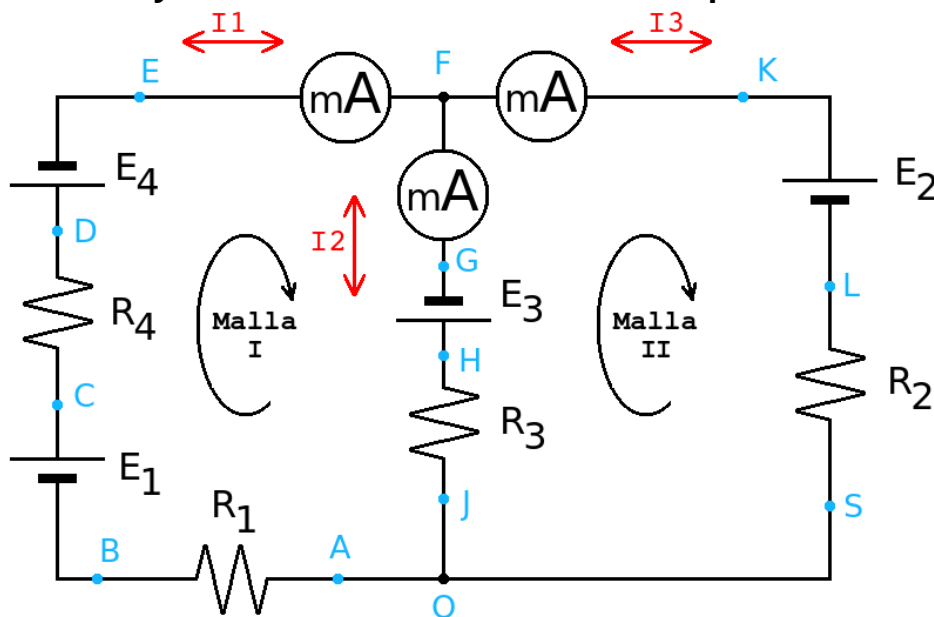 I1 I3
E F K
mA mA
E4 mA E2
D I2
G L
R4 Malla I E3 Malla II
H
C R3 R2
E1 J S
R1
B A
O